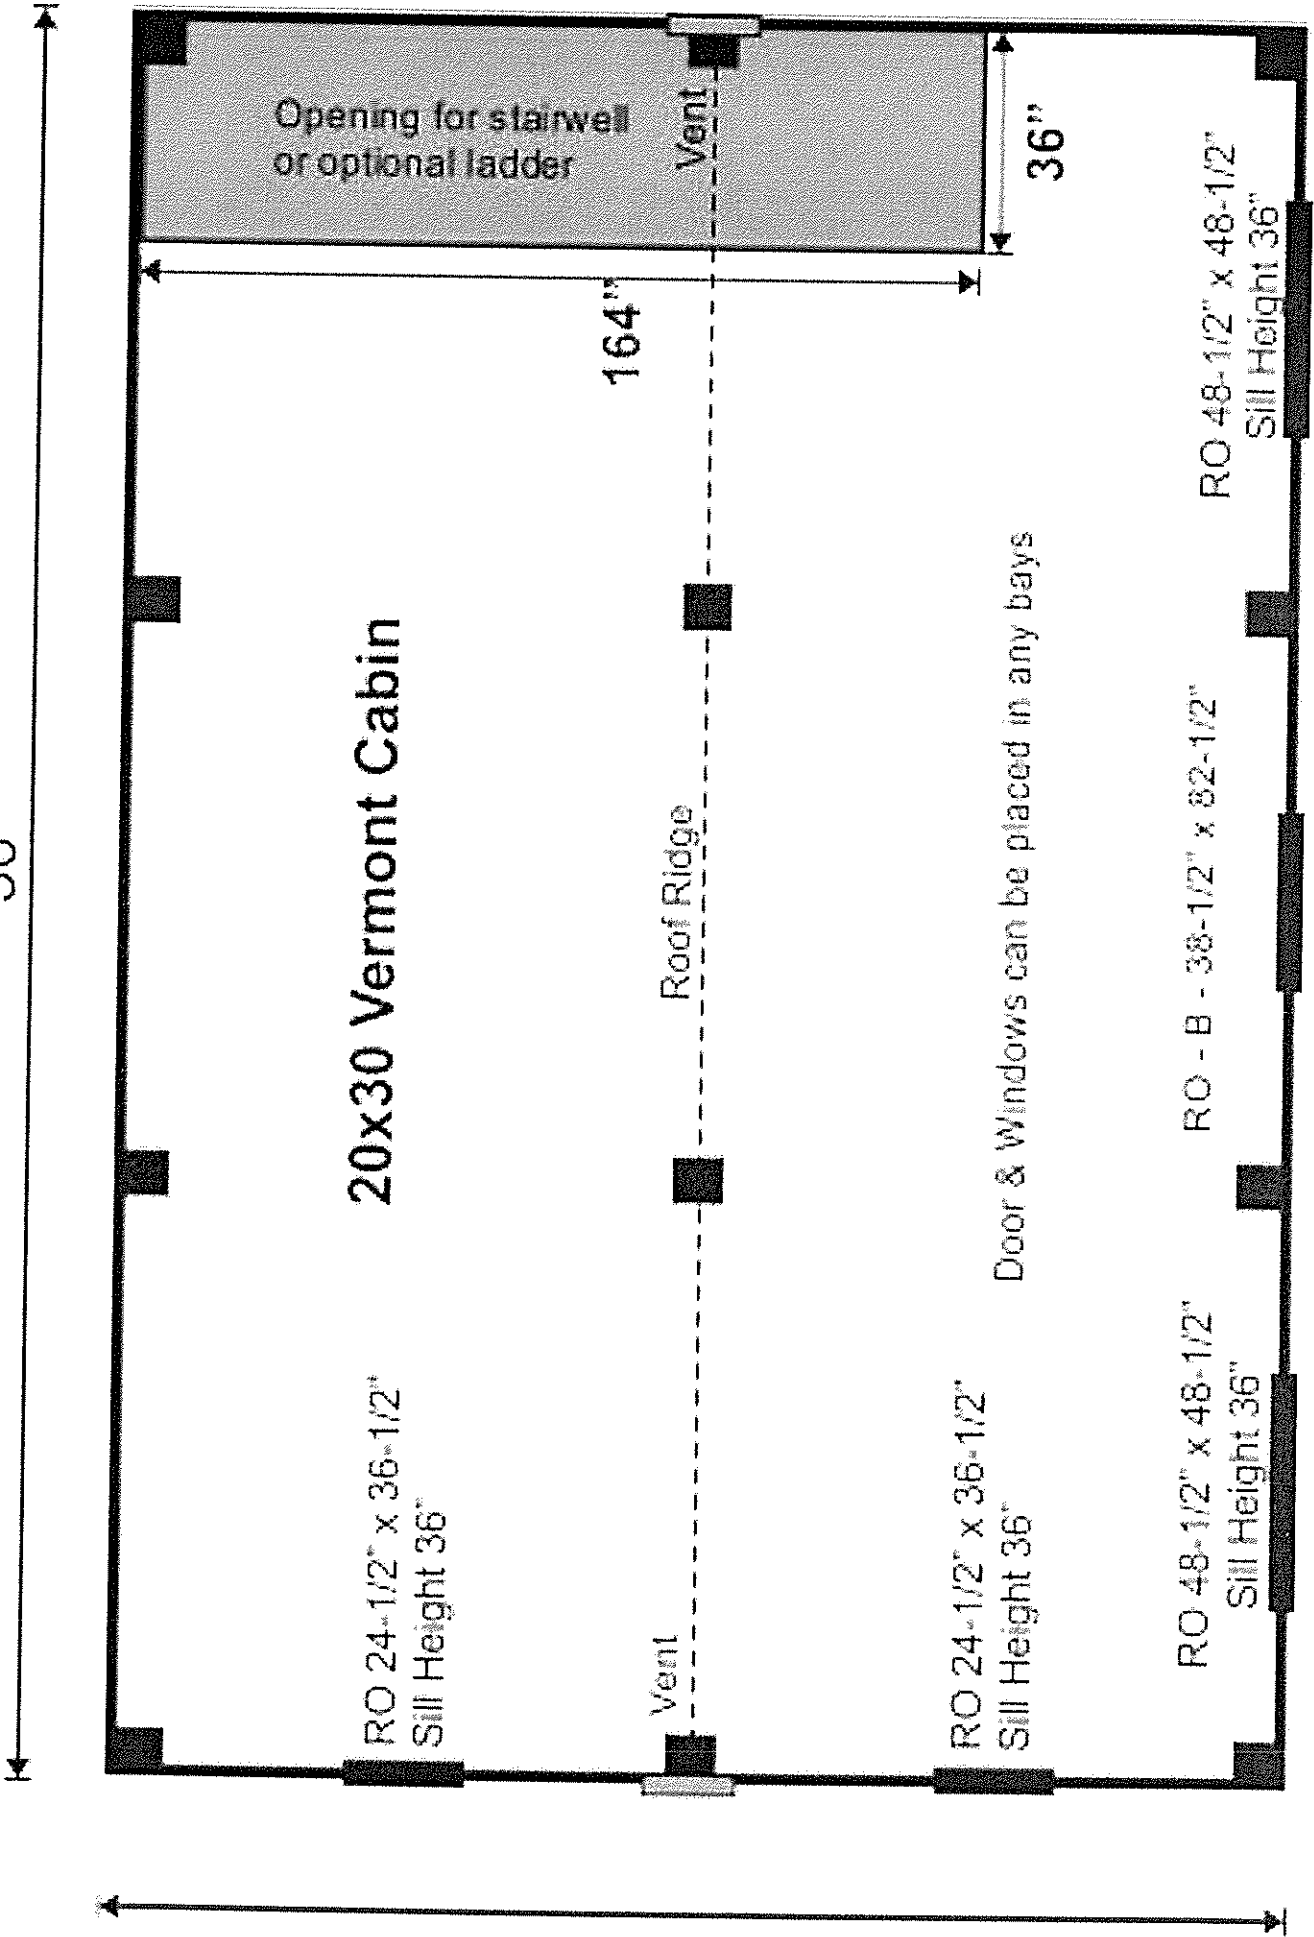 Opening for stairwell
or optional ladder
Vent
36”
164”
20x30 Vermont Cabin
Roof Ridge
Door & Windows can be placed in any bays
RO 48-1/2" x 48-1/2"
Sill Height 36"
RO - B - 38-1/2" x 82-1/2"
RO 24-1/2" x 36-1/2"
Sill Height 36"
Vent
RO 24-1/2" x 36-1/2"
Sill Height 36"
RO 48-1/2" x 48-1/2"
Sill Height 36"